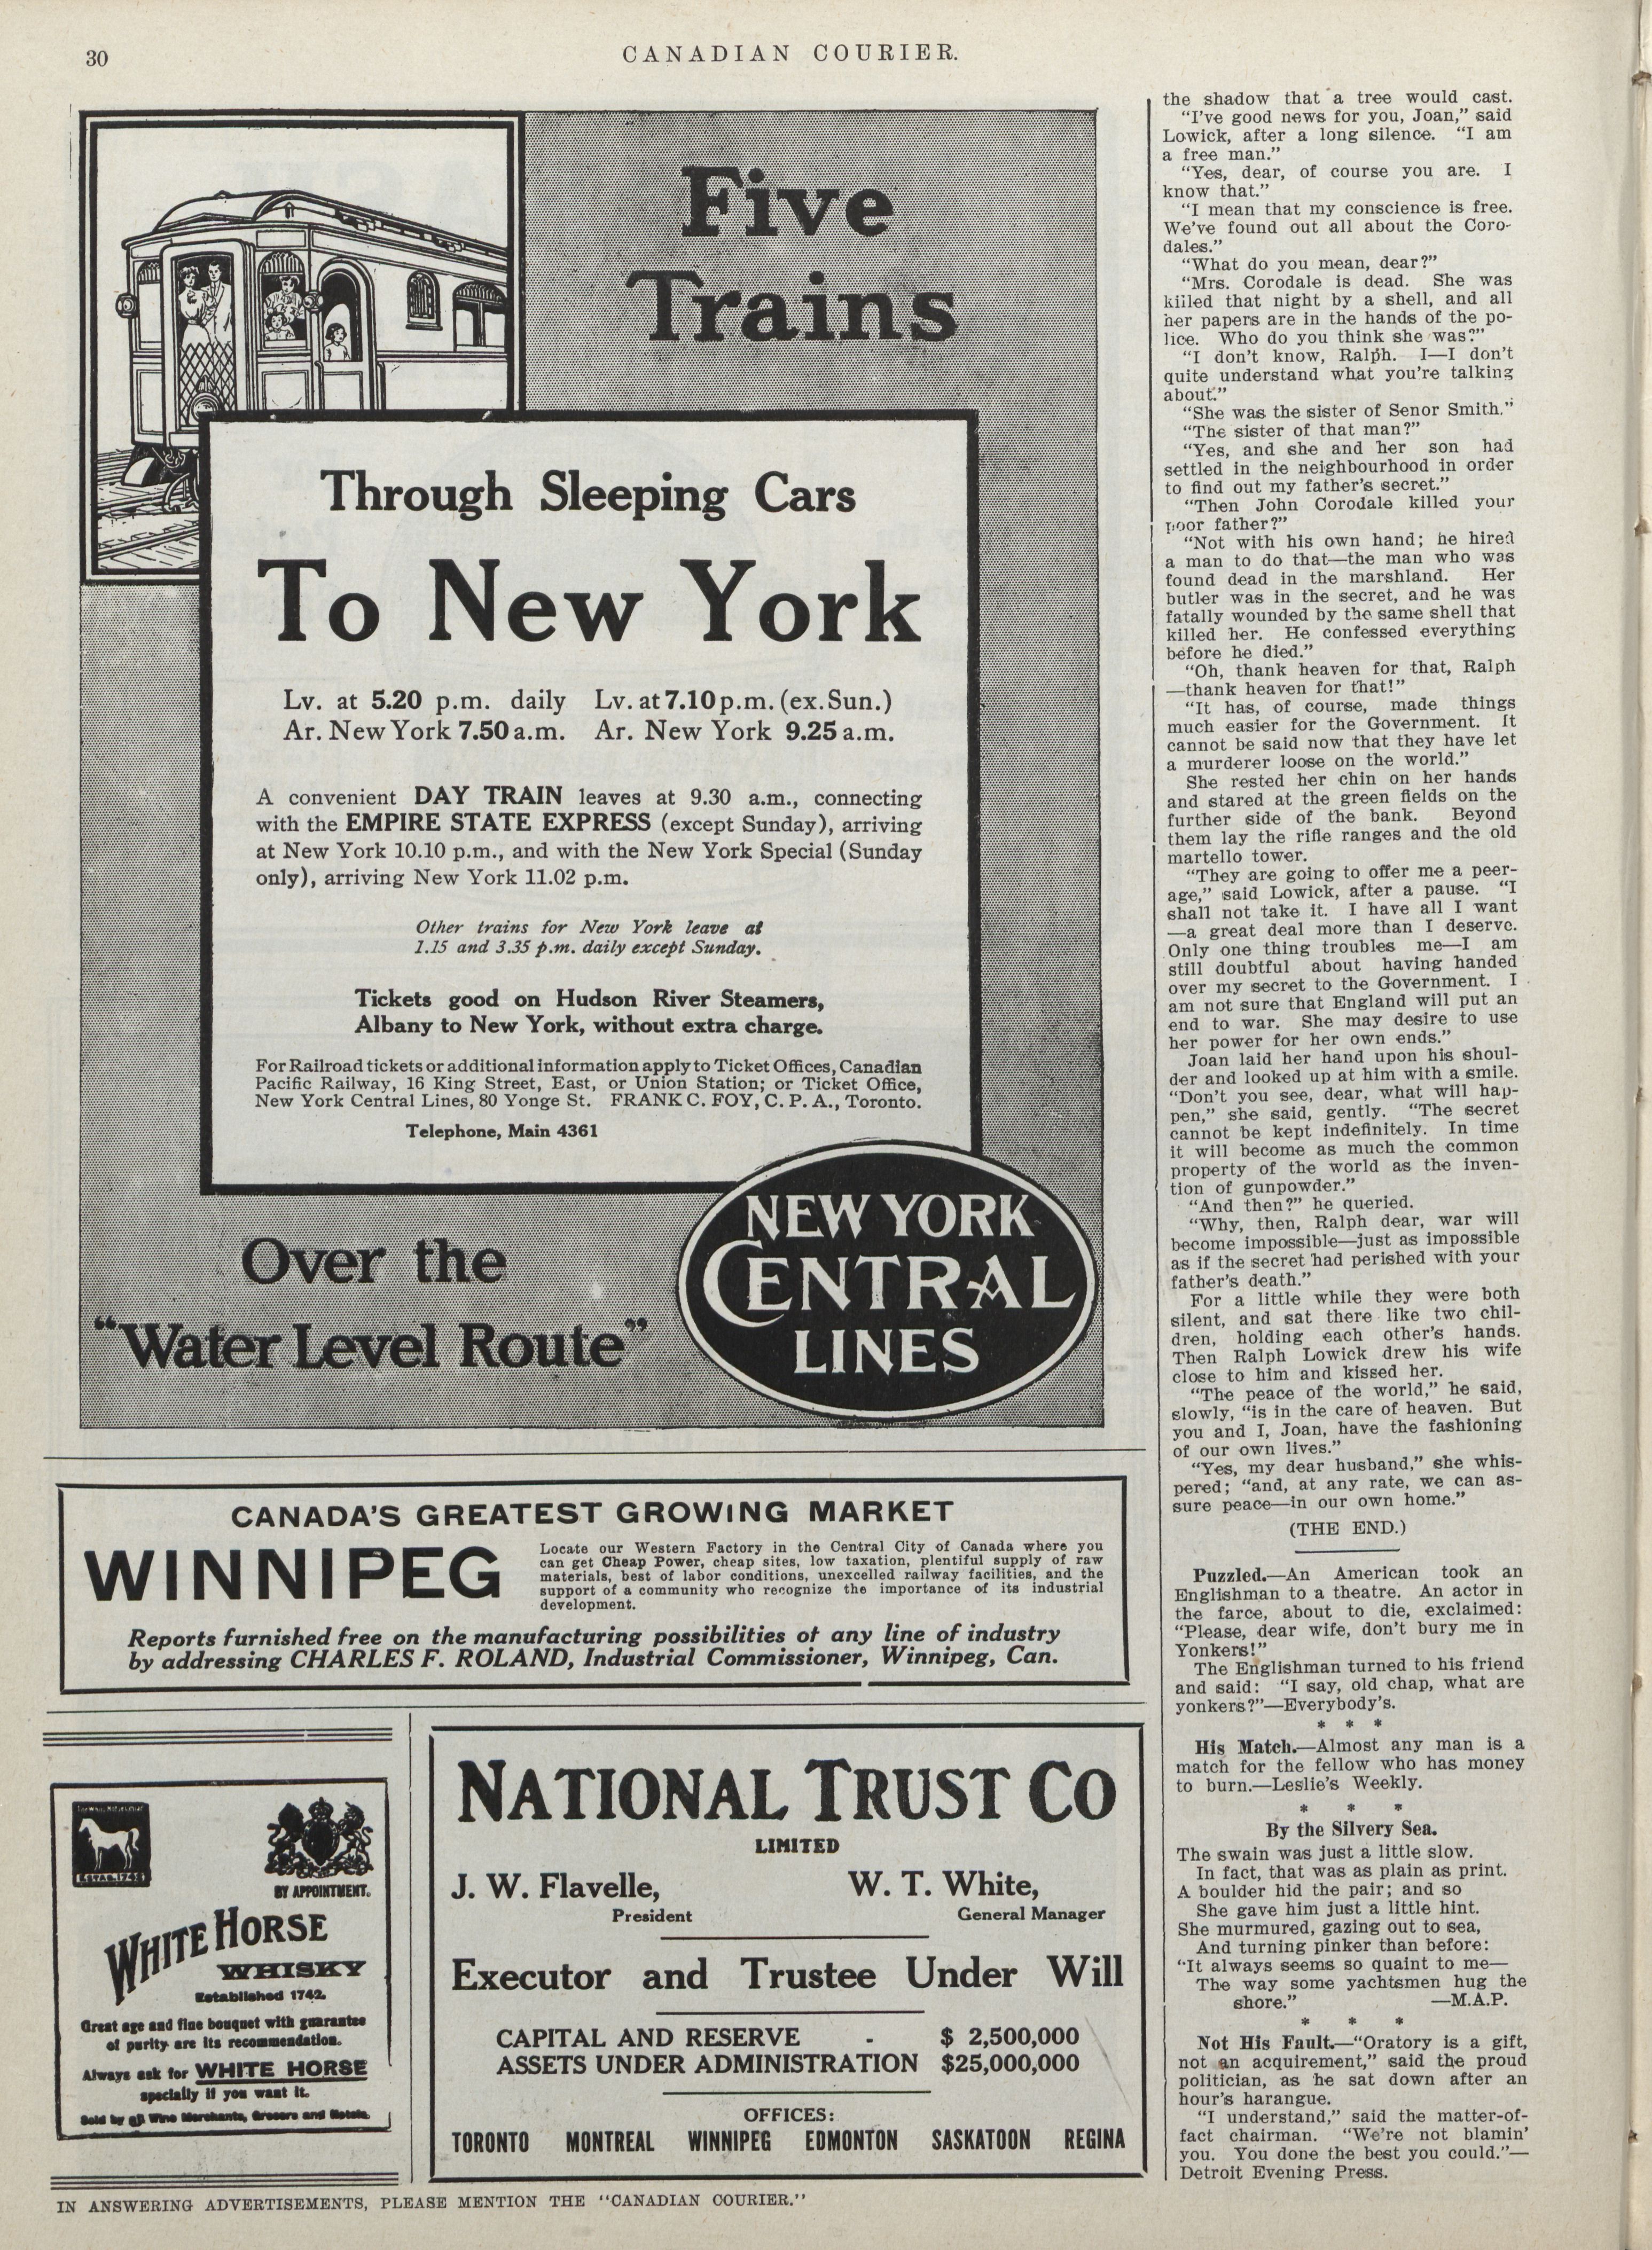 30
CANADIAN COURIER.
Five
Trains
Through Sleeping Cars
To New York
Lv. at 5.20 p.m. daily Lv. at 7.10 p.m. (ex. Sun.)
Ar. New York 7.50 a.m. Ar. New York 9.25 a.m.
A convenient DAY TRAIN leaves at 9.30 a.m., connecting
with the EMPIRE STATE EXPRESS (except Sunday), arriving
at New York 10.10 p.m., and with the New York Special (Sunday
only), arriving New York 11.02 p.m.
Other trains for New York leave at
1.15 and 3.35 p.m. daily except Sunday.
Tickets good on Hudson River Steamers,
Albany to New York, without extra charge.
For Railroad tickets or additional information apply to Ticket Offices, Canadian
Pacific Railway, 16 King Street, East, or Union Station; or Ticket Office,
New York Central Lines, 80 Yonge St. FRANK C. FOY, C. P. A., Toronto.
Telephone, Main 4361
Over the
"Water Level Route"
NEW YORK
CENTRAL
LINES
CANADA'S GREATEST GROWING MARKET
WINNIPEG
Locate our Western Factory in the Central City of Canada where you
can get Cheap Power, cheap sites, low taxation, plentiful supply of raw
materials, best of labor conditions, unexcelled railway facilities, and the
support of a community who recognize the importance of its industrial
development.
Reports furnished free on the manufacturing possibilities of any line of industry
by addressing CHARLES F. ROLAND, Industrial Commissioner, Winnipeg, Can.
ESTAB. 1742
BY APPOINTMENT.
WHITE HORSE
WHISKY
Established 1742.
Great age and fine bouquet with guarantee
of purity are its recommendation.
Always ask for WHITE HORSE
specially if you want it.
Sold by all Wine Merchants, Grocers and Hotels.
NATIONAL TRUST CO
LIMITED
J. W. Flavelle,
President
W. T. White,
General Manager
Executor and Trustee Under Will
CAPITAL AND RESERVE - $ 2,500,000
ASSETS UNDER ADMINISTRATION $25,000,000
OFFICES:
TORONTO MONTREAL WINNIPEG EDMONTON SASKATOON REGINA
IN ANSWERING ADVERTISEMENTS, PLEASE MENTION THE "CANADIAN COURIER."
the shadow that a tree would cast.
"I've good news for you, Joan," said
Lowick, after a long silence. "I am
a free man."
"Yes, dear, of course you are. I
know that."
"I mean that my conscience is free.
We've found out all about the Coro-
dales."
"What do you mean, dear?"
"Mrs. Corodale is dead. She was
killed that night by a shell, and all
her papers are in the hands of the po-
lice. Who do you think she was?"
"I don't know, Ralph. I—I don't
quite understand what you're talking
about."
"She was the sister of Senor Smith."
"The sister of that man?"
"Yes, and she and her son had
settled in the neighbourhood in order
to find out my father's secret."
"Then John Corodale killed your
poor father?"
"Not with his own hand; he hired
a man to do that—the man who was
found dead in the marshland. Her
butler was in the secret, and he was
fatally wounded by the same shell that
killed her. He confessed everything
before he died."
"Oh, thank heaven for that, Ralph
—thank heaven for that!"
"It has, of course, made things
much easier for the Government. It
cannot be said now that they have let
a murderer loose on the world."
She rested her chin on her hands
and stared at the green fields on the
further side of the bank. Beyond
them lay the rifle ranges and the old
martello tower.
"They are going to offer me a peer-
age," said Lowick, after a pause. "I
shall not take it. I have all I want
—a great deal more than I deserve.
Only one thing troubles me—I am
still doubtful about having handed
over my secret to the Government. I
am not sure that England will put an
end to war. She may desire to use
her power for her own ends."
Joan laid her hand upon his shoul-
der and looked up at him with a smile.
"Don't you see, dear, what will hap-
pen," she said, gently. "The secret
cannot be kept indefinitely. In time
it will become as much the common
property of the world as the inven-
tion of gunpowder."
"And then?" he queried.
"Why, then, Ralph dear, war will
become impossible—just as impossible
as if the secret had perished with your
father's death."
For a little while they were both
silent, and sat there like two chil-
dren, holding each other's hands.
Then Ralph Lowick drew his wife
close to him and kissed her.
"The peace of the world," he said,
slowly, "is in the care of heaven. But
you and I, Joan, have the fashioning
of our own lives."
"Yes, my dear husband," she whis-
pered; "and, at any rate, we can as-
sure peace—in our own home."
(THE END.)
Puzzled.—An American took an
Englishman to a theatre. An actor in
the farce, about to die, exclaimed:
"Please, dear wife, don't bury me in
Yonkers!"
The Englishman turned to his friend
and said: "I say, old chap, what are
yonkers?"—Everybody's.
* * *
His Match.—Almost any man is a
match for the fellow who has money
to burn.—Leslie's Weekly.
* * *
By the Silvery Sea.
The swain was just a little slow.
In fact, that was as plain as print.
A boulder hid the pair; and so
She gave him just a little hint.
She murmured, gazing out to sea,
And turning pinker than before:
"It always seems so quaint to me—
The way some yachtsmen hug the
shore." —M.A.P.
* * *
Not His Fault.—"Oratory is a gift,
not an acquirement," said the proud
politician, as he sat down after an
hour's harangue.
"I understand," said the matter-of-
fact chairman. "We're not blamin'
you. You done the best you could."—
Detroit Evening Press.